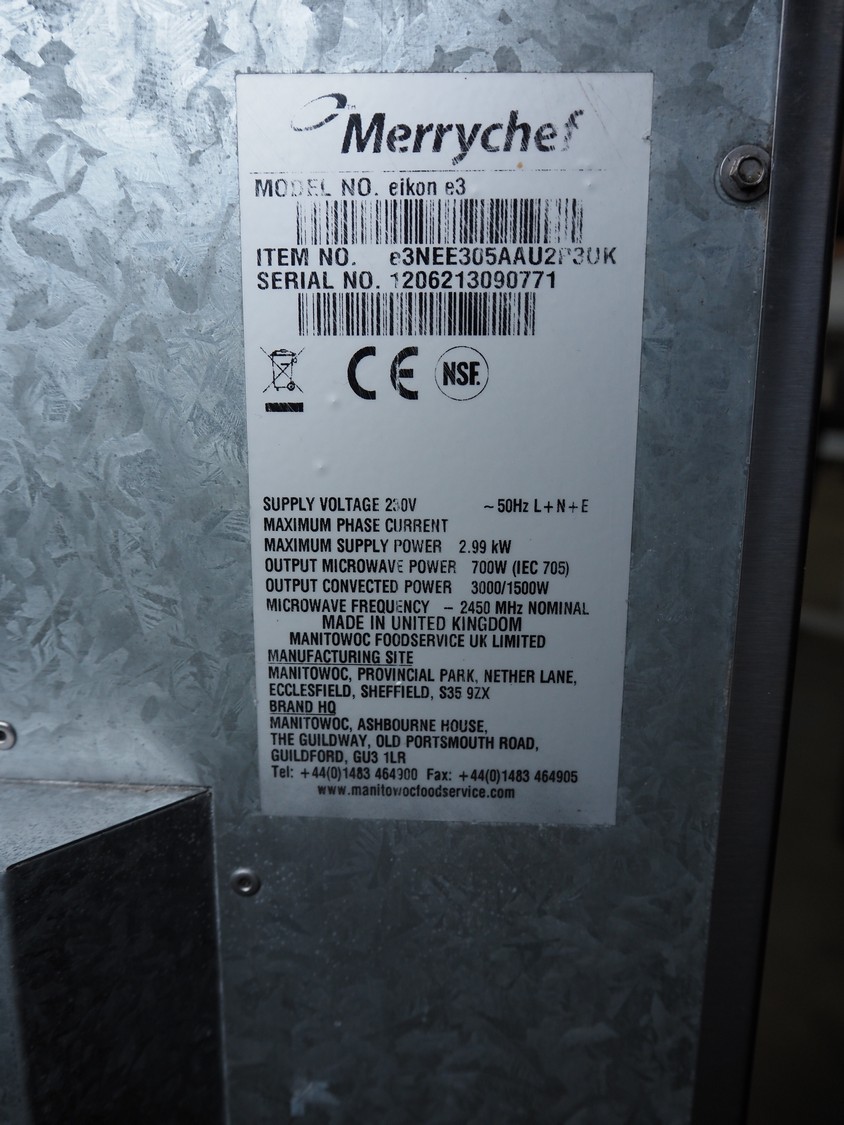 Merrychef
MODEL NO. eikon e3
ITEM NO. e3NEE305AAU2P3UK
SERIAL NO. 1206213090771
CE NSF.
SUPPLY VOLTAGE 230V ~ 50Hz L+N+E
MAXIMUM PHASE CURRENT
MAXIMUM SUPPLY POWER 2.99 kW
OUTPUT MICROWAVE POWER 700W (IEC 705)
OUTPUT CONVECTED POWER 3000/1500W
MICROWAVE FREQUENCY – 2450 MHz NOMINAL
MADE IN UNITED KINGDOM
MANITOWOC FOODSERVICE UK LIMITED
MANUFACTURING SITE
MANITOWOC, PROVINCIAL PARK, NETHER LANE,
ECCLESFIELD, SHEFFIELD, S35 9ZX
BRAND HQ
MANITOWOC, ASHBOURNE HOUSE,
THE GUILDWAY, OLD PORTSMOUTH ROAD,
GUILDFORD, GU3 1LR
Tel: +44(0)1483 464900 Fax: +44(0)1483 464905
www.manitowocfoodservice.com